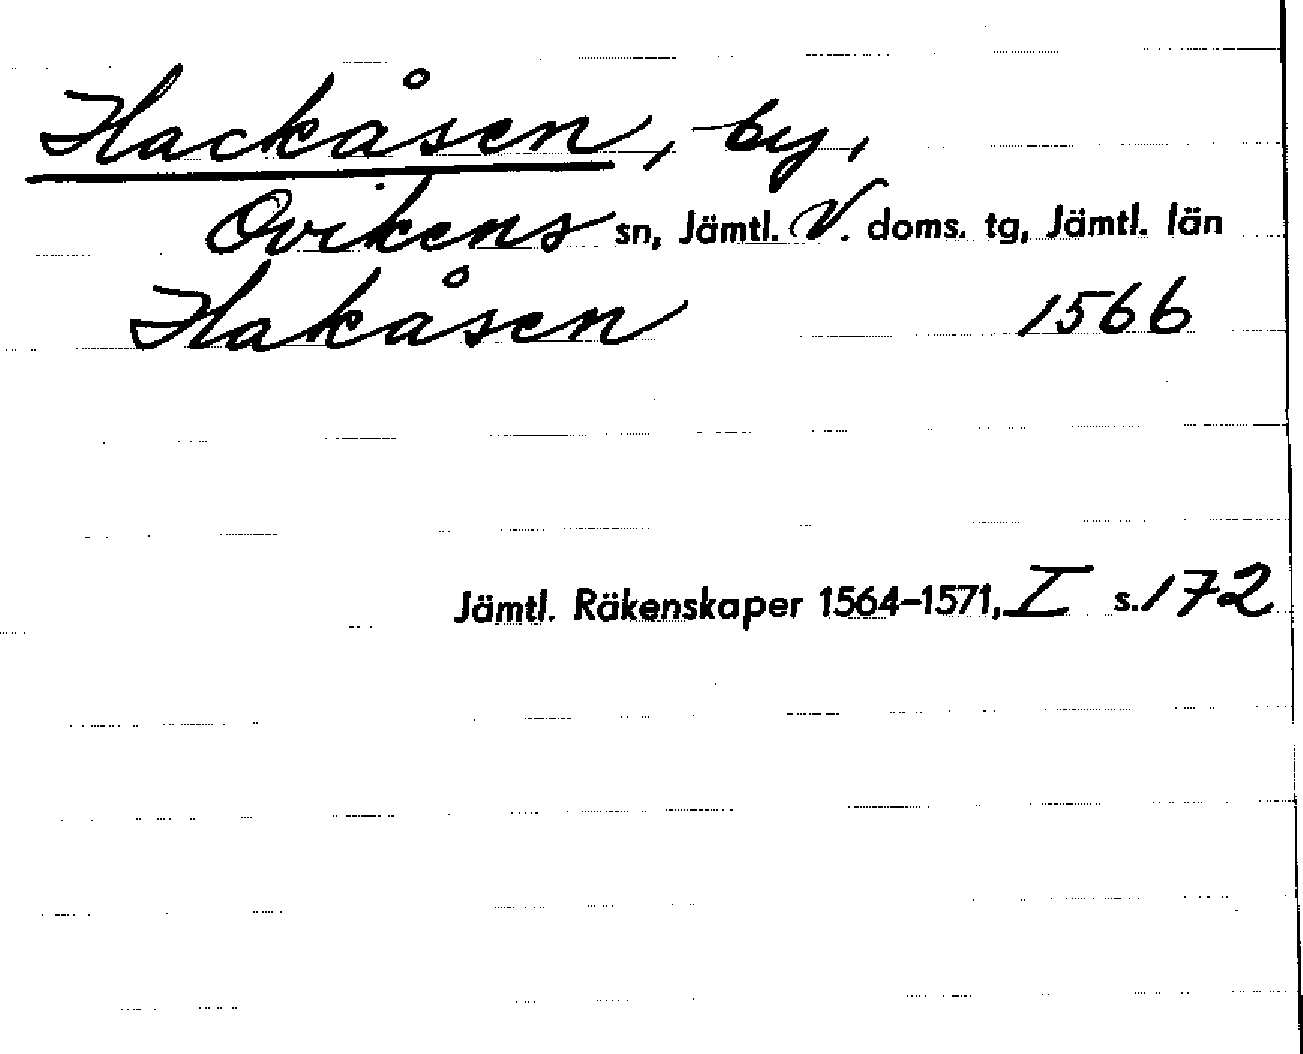 Hackåsen, by,
Ovikens sn, Jämtl. V. doms. tg, Jämtl. län
Hakåsen 1566
Jämtl. Räkenskaper 1564-1571, I s. 172